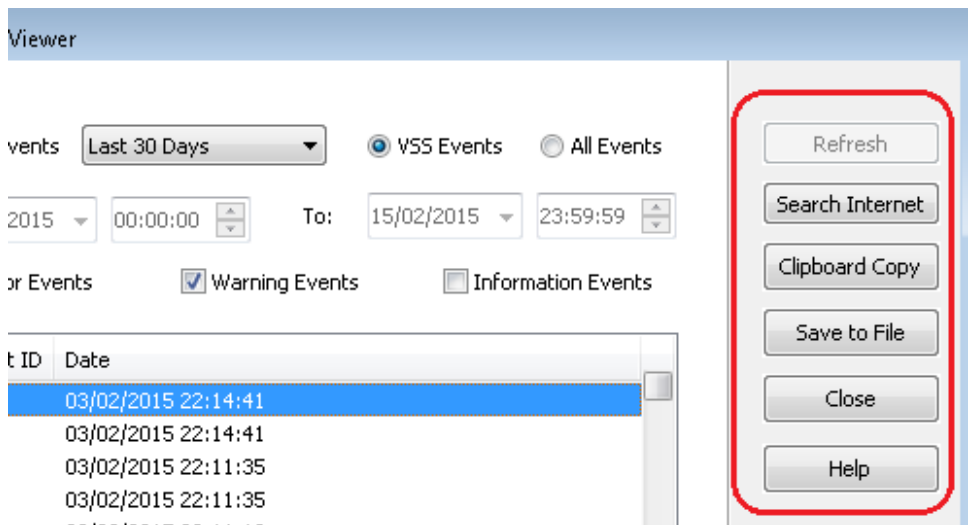 Viewer
vents Last 30 Days VSS Events All Events
2015 00:00:00 To: 15/02/2015 23:59:59
or Events Warning Events Information Events
t ID Date
03/02/2015 22:14:41
03/02/2015 22:14:41
03/02/2015 22:11:35
03/02/2015 22:11:35
Refresh
Search Internet
Clipboard Copy
Save to File
Close
Help